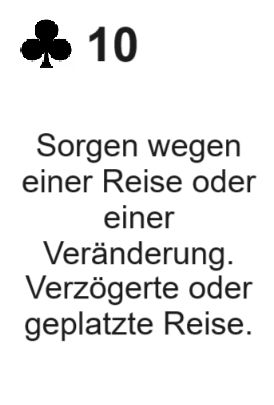 ♣ 10
Sorgen wegen
einer Reise oder
einer
Veränderung.
Verzögerte oder
geplatzte Reise.